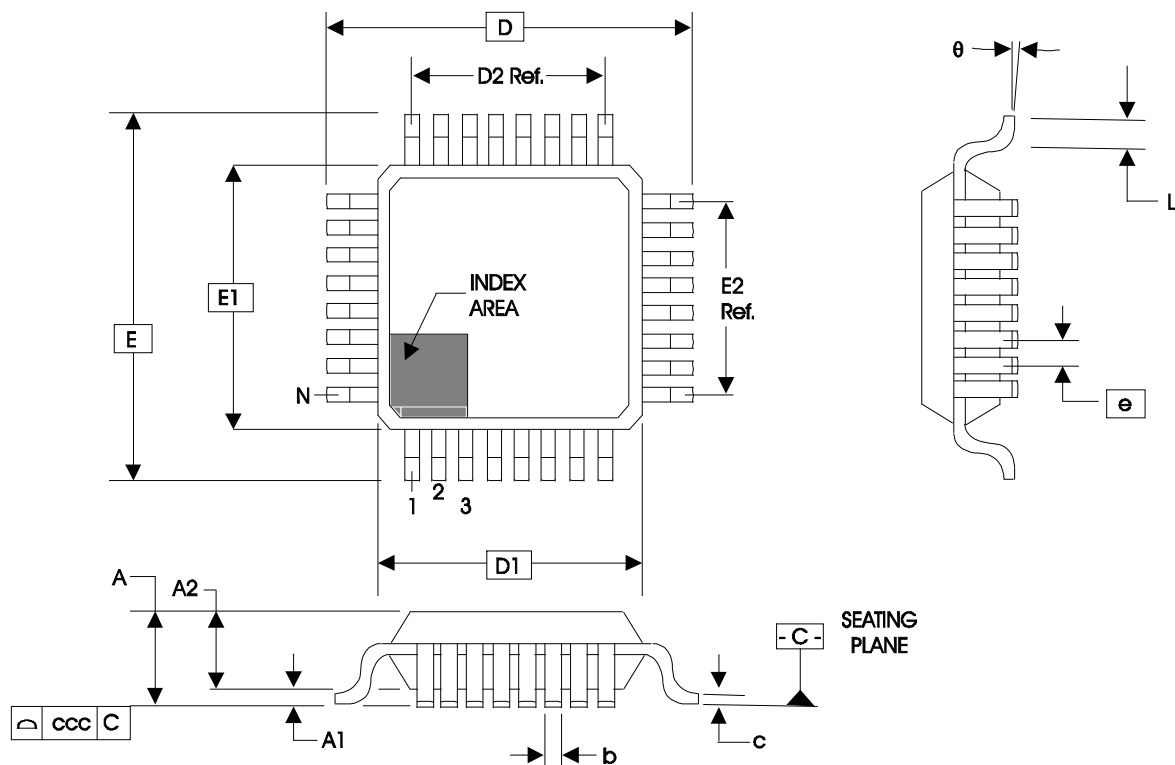 D
θ
D2 Ref.
L
INDEX
AREA
E1
E2
Ref.
E
N
e
1
2
3
D1
A
A2
SEATING
PLANE
- C -
ccc C
A1
b
c